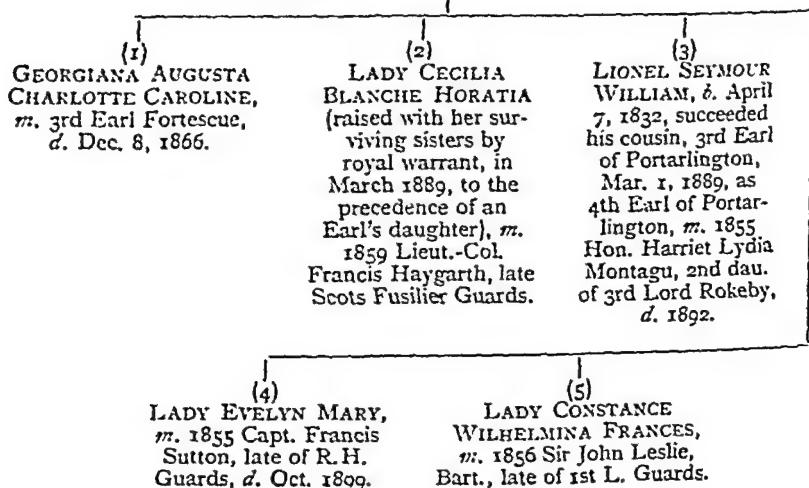 (1)
GEORGIANA AUGUSTA
CHARLOTTE CAROLINE,
m. 3rd Earl Fortescue,
d. Dec. 8, 1866.
(2)
LADY CECILIA
BLANCHE HORATIA
(raised with her sur-
viving sisters by
royal warrant, in
March 1889, to the
precedence of an
Earl's daughter), m.
1859 Lieut.-Col.
Francis Haygarth, late
Scots Fusilier Guards.
(3)
LIONEL SEYMOUR
WILLIAM, b. April
7, 1832, succeeded
his cousin, 3rd Earl
of Portarlington,
Mar. 1, 1889, as
4th Earl of Portar-
lington, m. 1855
Hon. Harriet Lydia
Montagu, 2nd dau.
of 3rd Lord Rokeby,
d. 1892.
(4)
LADY EVELYN MARY,
m. 1855 Capt. Francis
Sutton, late of R.H.
Guards, d. Oct. 1899.
(5)
LADY CONSTANCE
WILHELMINA FRANCES,
m. 1856 Sir John Leslie,
Bart., late of 1st L. Guards.